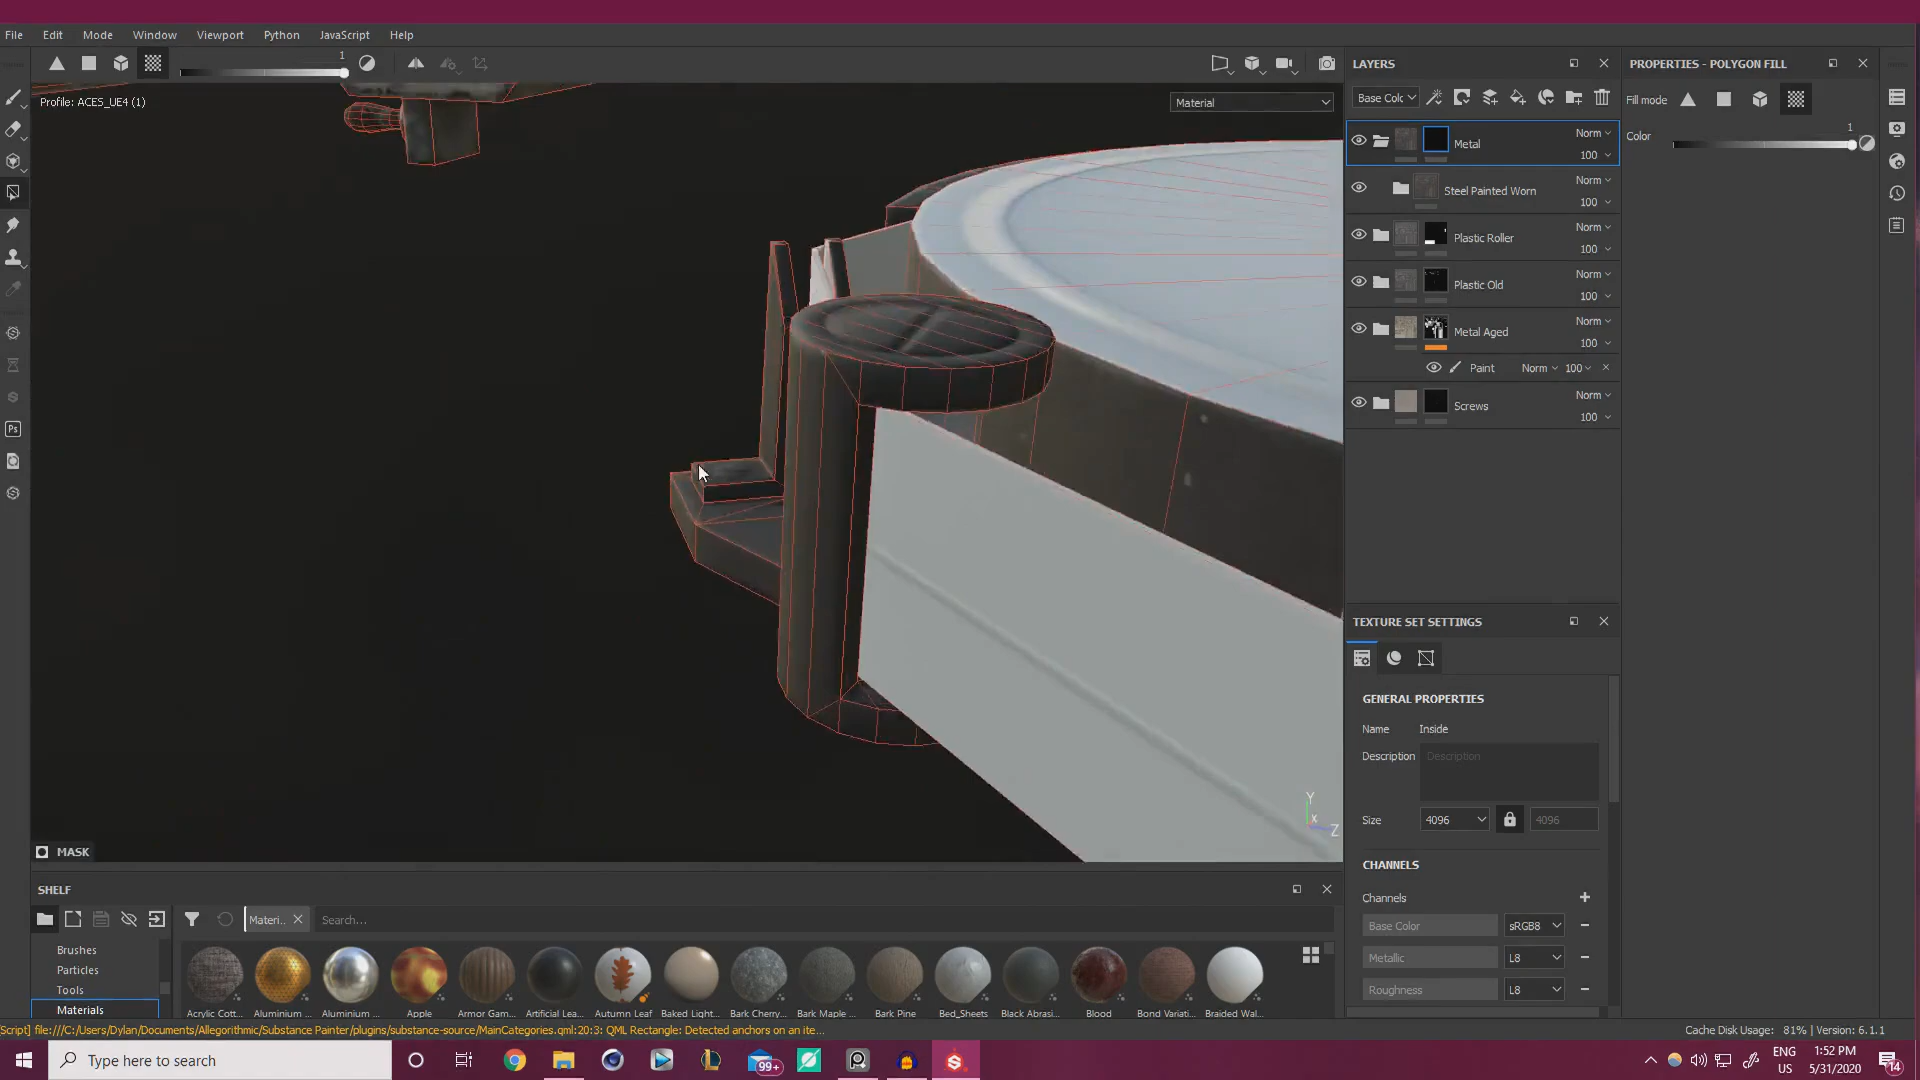 File Edit Mode Window Viewport Python JavaScript Help
1
Profile: ACES_UE4 (1)
Material
MASK
Y
X
Z
LAYERS
Base Colc
Metal
Norm
100
Steel Painted Worn
Norm
100
Plastic Roller
Norm
100
Plastic Old
Norm
100
Metal Aged
Norm
100
Paint Norm 100
Screws
Norm
100
PROPERTIES - POLYGON FILL
Fill mode
Color
1
TEXTURE SET SETTINGS
GENERAL PROPERTIES
Name Inside
Description Description
Size 4096 4096
CHANNELS
Channels
Base Color sRGB8
Metallic L8
Roughness L8
SHELF
Materi.. Search...
Brushes
Particles
Tools
Materials
Acrylic Cott... Aluminium ... Aluminium ... Apple Armor Gam... Artificial Lea... Autumn Leaf Baked Light... Bark Cherry... Bark Maple ... Bark Pine Bed_Sheets Black Abrasi... Blood Bond Variati... Braided Wal...
Script] file:///C:/Users/Dylan/Documents/Allegorithmic/Substance Painter/plugins/substance-source/MainCategories.qml:20:3: QML Rectangle: Detected anchors on an ite...
Cache Disk Usage: 81% | Version: 6.1.1
Type here to search
Ps
99+
ENG
US
1:52 PM
5/31/2020
14